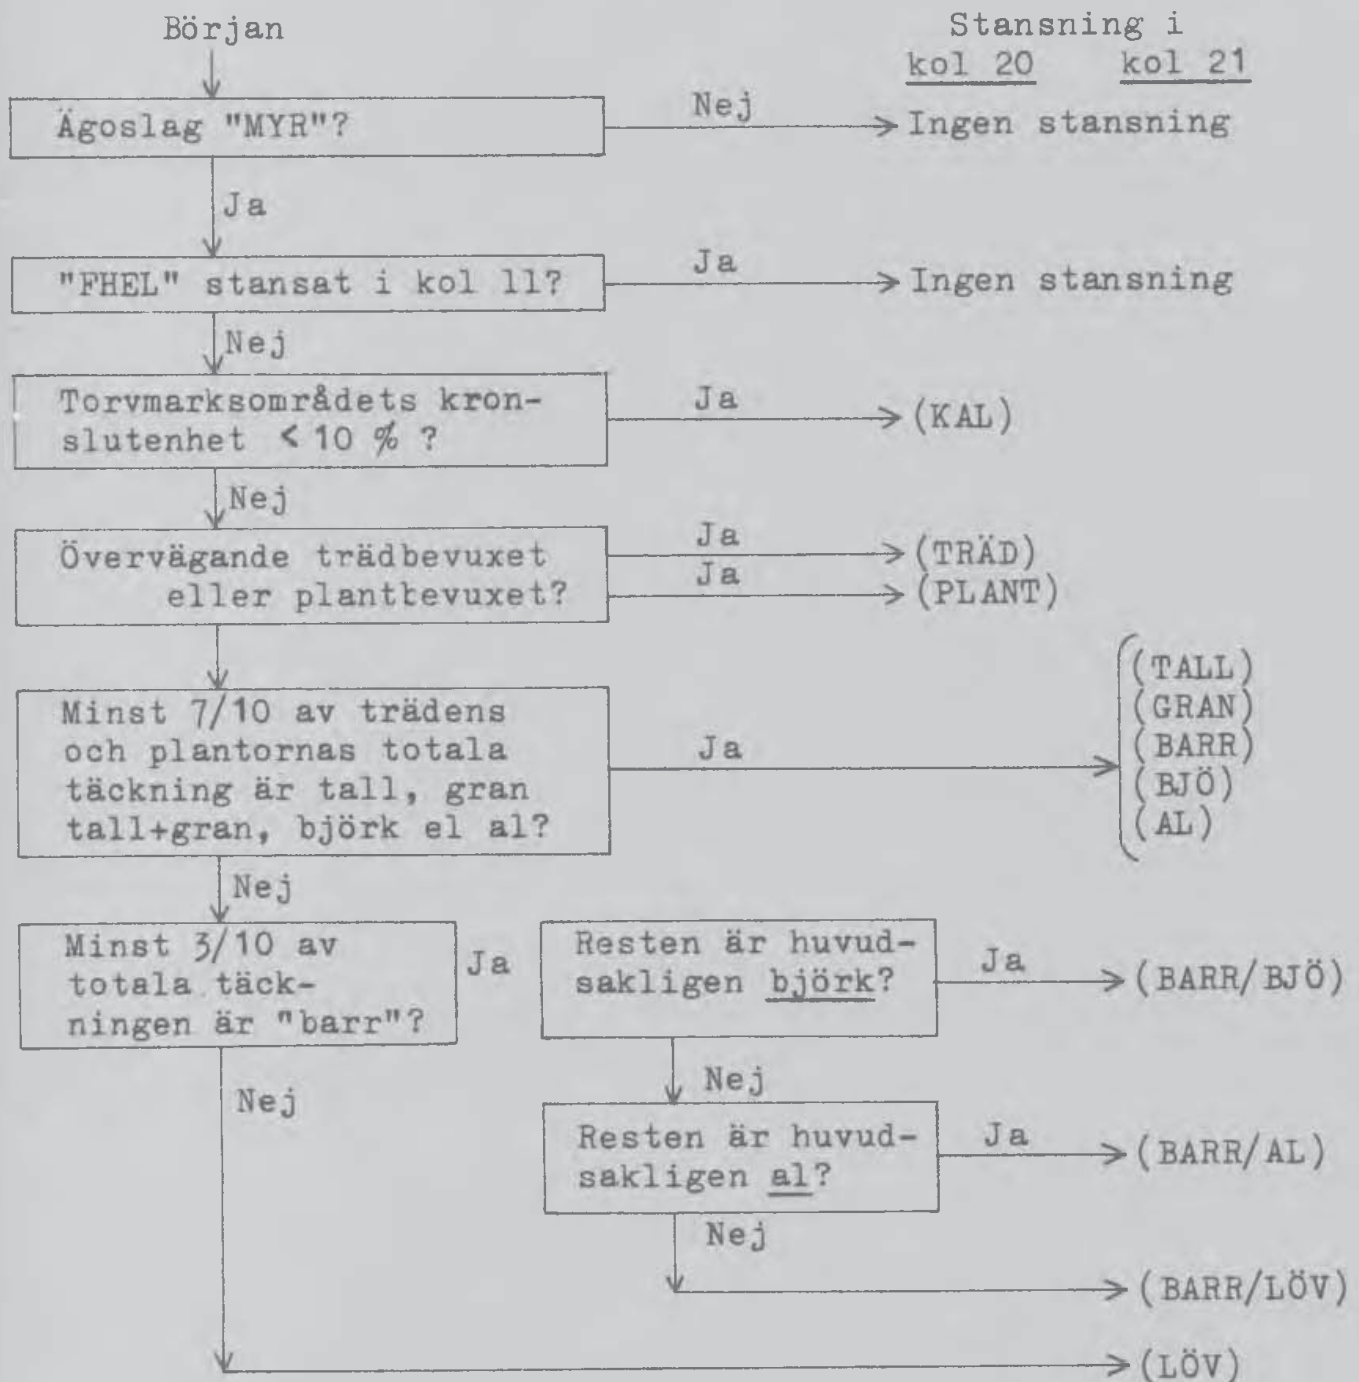 Början
Stansning i
kol 20 kol 21
Ägoslag "MYR"?
Nej
Ingen stansning
Ja
"FHEL" stansat i kol 11?
Ja
Ingen stansning
Nej
Torvmarksområdets kron-
slutenhet < 10 % ?
Ja
(KAL)
Nej
Övervägande trädbevuxet
eller plantbevuxet?
Ja
(TRÄD)
Ja
(PLANT)
Minst 7/10 av trädens
och plantornas totala
täckning är tall, gran
tall+gran, björk el al?
Ja
(TALL)
(GRAN)
(BARR)
(BJÖ)
(AL)
Nej
Minst 3/10 av
totala täck-
ningen är "barr"?
Ja
Resten är huvud-
sakligen björk?
Ja
(BARR/BJÖ)
Nej
Nej
Resten är huvud-
sakligen al?
Ja
(BARR/AL)
Nej
(BARR/LÖV)
(LÖV)